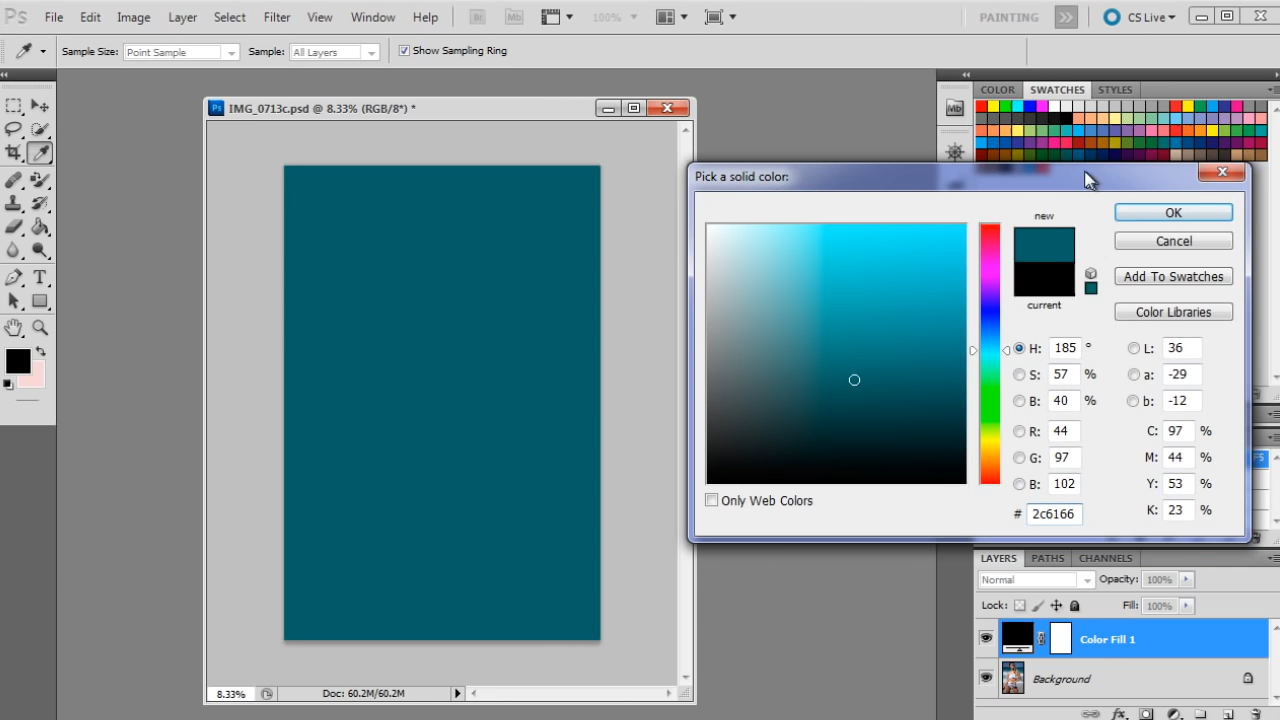 Ps File Edit Image Layer Select Filter View Window Help Br Mb 100% PAINTING CS Live
Sample Size: Point Sample Sample: All Layers Show Sampling Ring
IMG_0713c.psd @ 8.33% (RGB/8*) *
COLOR SWATCHES STYLES
Mb
Pick a solid color:
new
OK
Cancel
Add To Swatches
current
Color Libraries
H: 185 ° L: 36
S: 57 % a: -29
B: 40 % b: -12
R: 44 C: 97 %
G: 97 M: 44 %
B: 102 Y: 53 %
# 2c6166 K: 23 %
Only Web Colors
T
LAYERS PATHS CHANNELS
Normal Opacity: 100%
Lock: Fill: 100%
Color Fill 1
Background
8.33% Doc: 60.2M/60.2M
fx